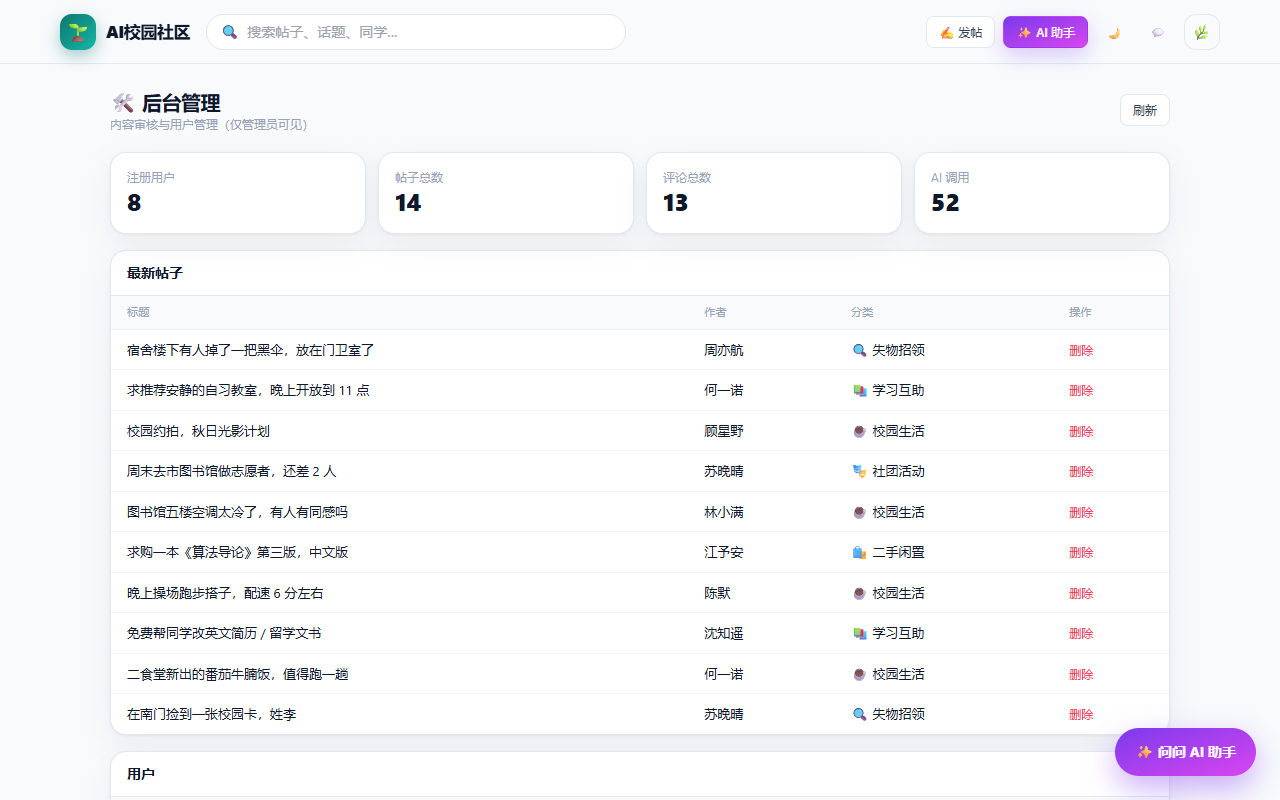 AI校园社区
搜索帖子、话题、同学...
发帖
AI 助手
后台管理
内容审核与用户管理（仅管理员可见）
刷新
注册用户
8
帖子总数
14
评论总数
13
AI 调用
52
最新帖子
标题 作者 分类 操作
宿舍楼下有人掉了一把黑伞，放在门卫室了 周亦航 失物招领 删除
求推荐安静的自习教室，晚上开放到 11 点 何一诺 学习互助 删除
校园约拍，秋日光影计划 顾星野 校园生活 删除
周末去市图书馆做志愿者，还差 2 人 苏晚晴 社团活动 删除
图书馆五楼空调太冷了，有人有同感吗 林小满 校园生活 删除
求购一本《算法导论》第三版，中文版 江予安 二手闲置 删除
晚上操场跑步搭子，配速 6 分左右 陈默 校园生活 删除
免费帮同学改英文简历 / 留学文书 沈知遥 学习互助 删除
二食堂新出的番茄牛腩饭，值得跑一趟 何一诺 校园生活 删除
在南门捡到一张校园卡，姓李 苏晚晴 失物招领 删除
问问 AI 助手
用户